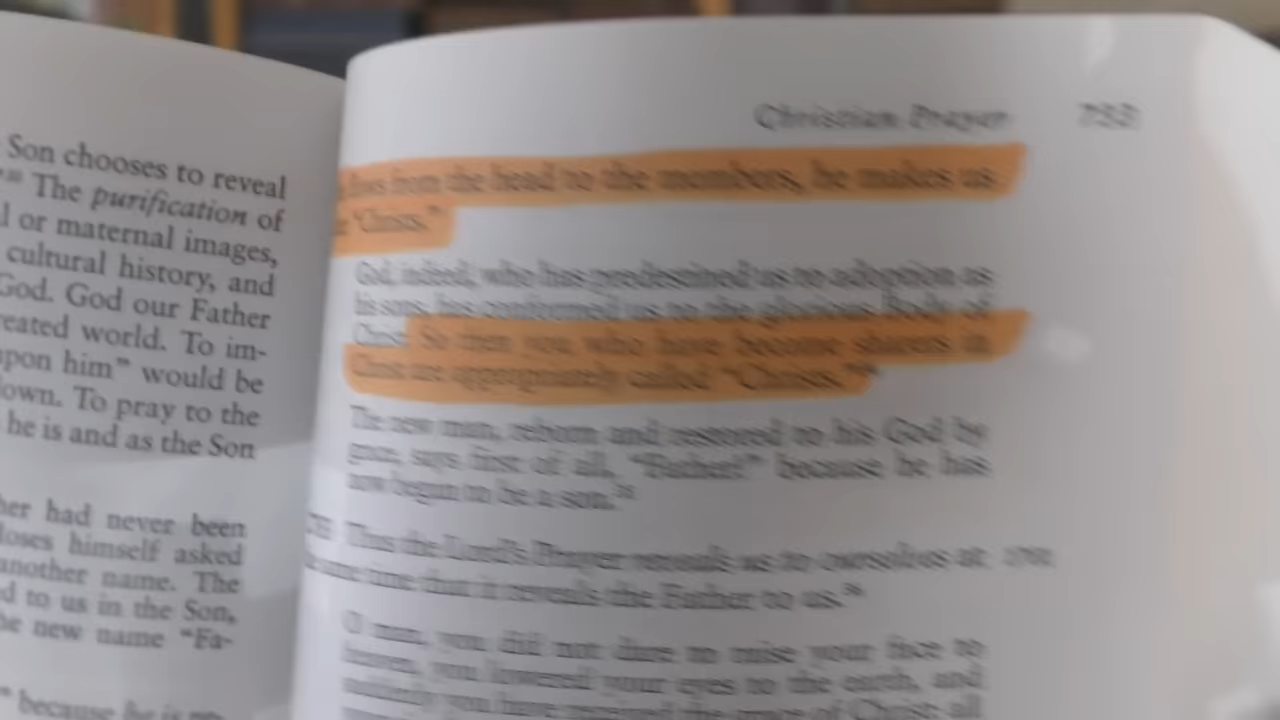 Son chooses to reveal
The purification of
l or maternal images,
cultural history, and
God. God our Father
reated world. To im-
upon him” would be
own. To pray to the
he is and as the Son
her had never been
loses himself asked
another name. The
d to us in the Son,
he new name “Fa-
” because he is
Christian Prayer
flows from the head to the members, he makes us
“Christs.”
God, indeed, who has predestined us to adoption as
his sons, has conformed us to the glorious Body of
Christ. So then you who have become sharers in
Christ are appropriately called “Christs.”
The new man, reborn and restored to his God by
grace, says first of all, “Father!” because he has
now begun to be a son.
Thus the Lord’s Prayer reveals us to ourselves at
same time that it reveals the Father to us.
O man, you did not dare to raise your face to
heaven, you lowered your eyes to the earth, and
suddenly you have received the grace of Christ: all